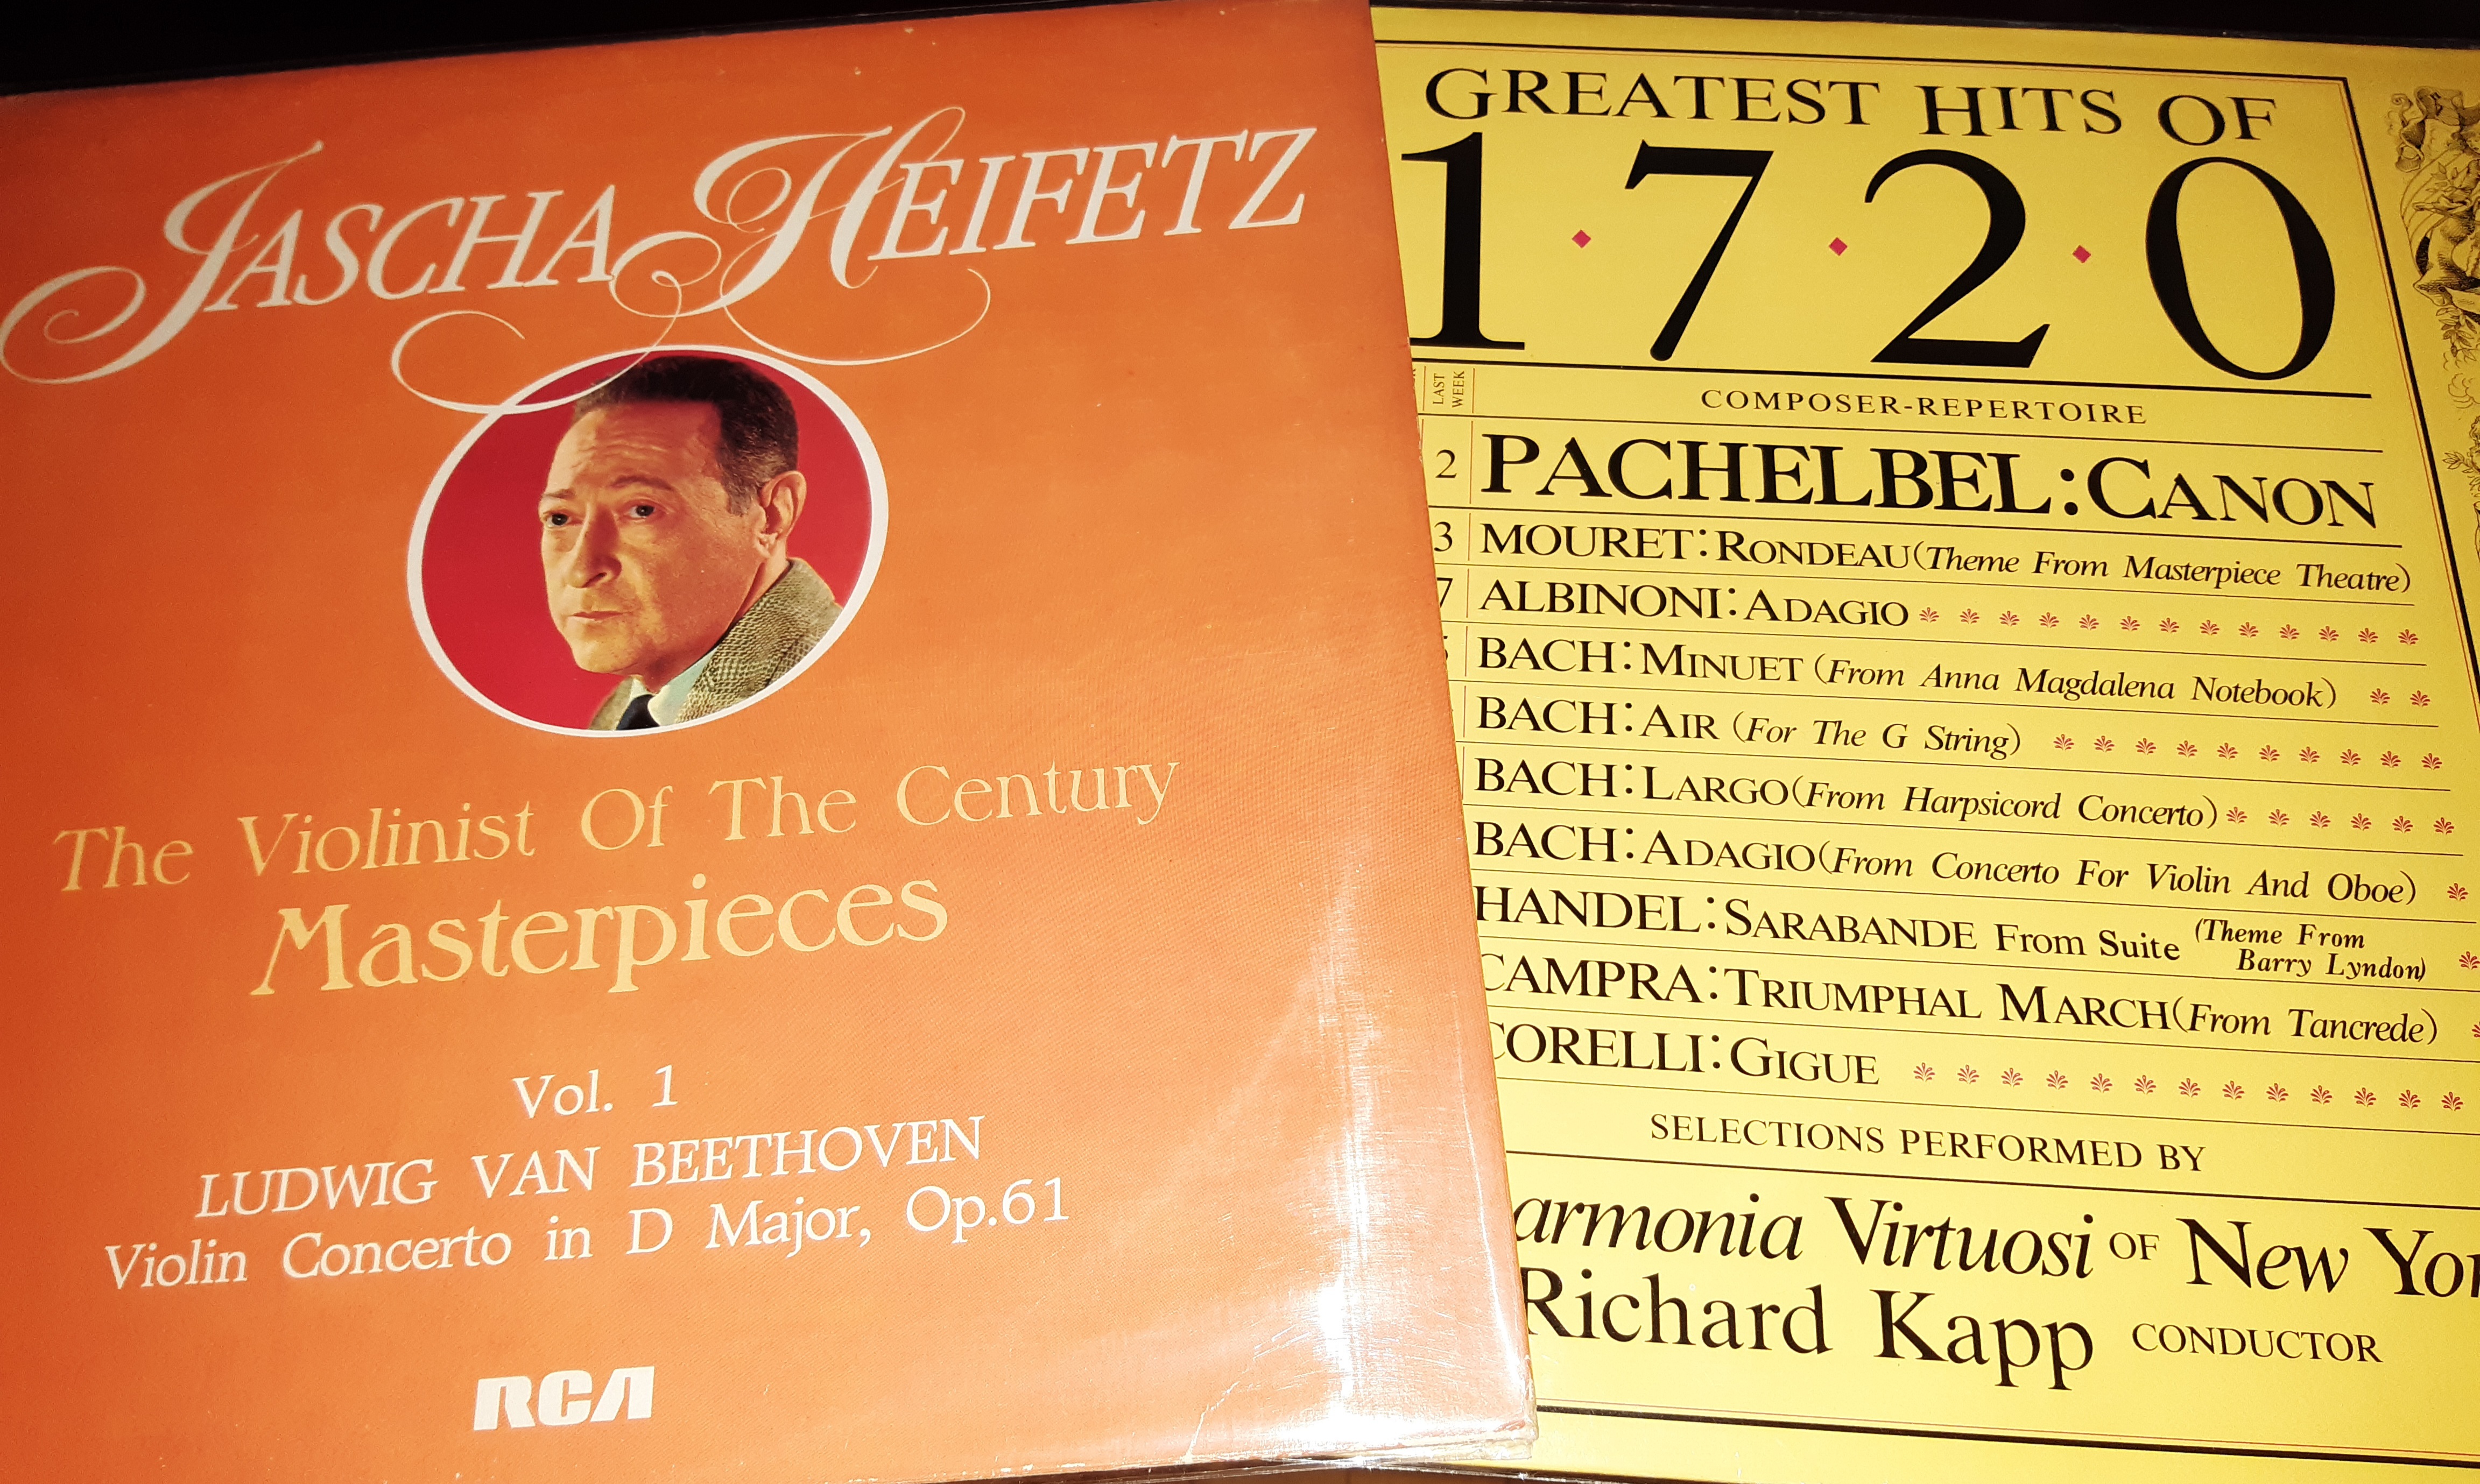 JASCHA HEIFETZ
The Violinist Of The Century
Masterpieces
Vol. 1
LUDWIG VAN BEETHOVEN
Violin Concerto in D Major, Op.61
RCA
GREATEST HITS OF
1720
LAST
WEEK
COMPOSER-REPERTOIRE
2 PACHELBEL: CANON
3 MOURET: RONDEAU (Theme From Masterpiece Theatre)
7 ALBINONI: ADAGIO
BACH: MINUET (From Anna Magdalena Notebook)
BACH: AIR (For The G String)
BACH: LARGO (From Harpsicord Concerto)
BACH: ADAGIO (From Concerto For Violin And Oboe)
HANDEL: SARABANDE From Suite (Theme From
Barry Lyndon)
CAMPRA: TRIUMPHAL MARCH (From Tancrede)
CORELLI: GIGUE
SELECTIONS PERFORMED BY
armonia Virtuosi OF New Yor
Richard Kapp CONDUCTOR